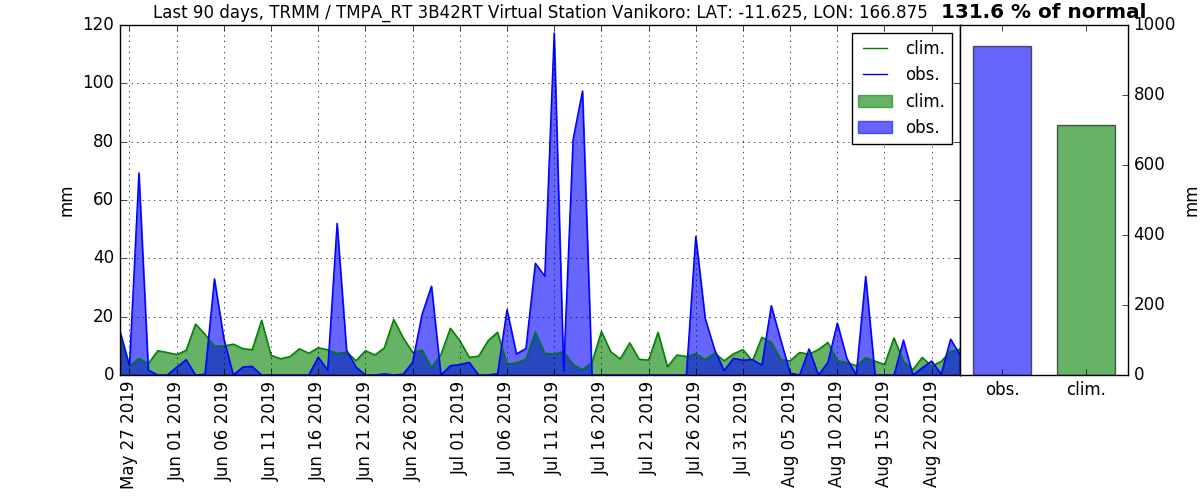 Last 90 days, TRMM / TMPA_RT 3B42RT Virtual Station Vanikoro: LAT: -11.625, LON: 166.875 131.6 % of normal
120
100
80
60
40
20
0
mm
clim.
obs.
clim.
obs.
May 27 2019
Jun 01 2019
Jun 06 2019
Jun 11 2019
Jun 16 2019
Jun 21 2019
Jun 26 2019
Jul 01 2019
Jul 06 2019
Jul 11 2019
Jul 16 2019
Jul 21 2019
Jul 26 2019
Jul 31 2019
Aug 05 2019
Aug 10 2019
Aug 15 2019
Aug 20 2019
1000
800
600
400
200
0
mm
obs.
clim.